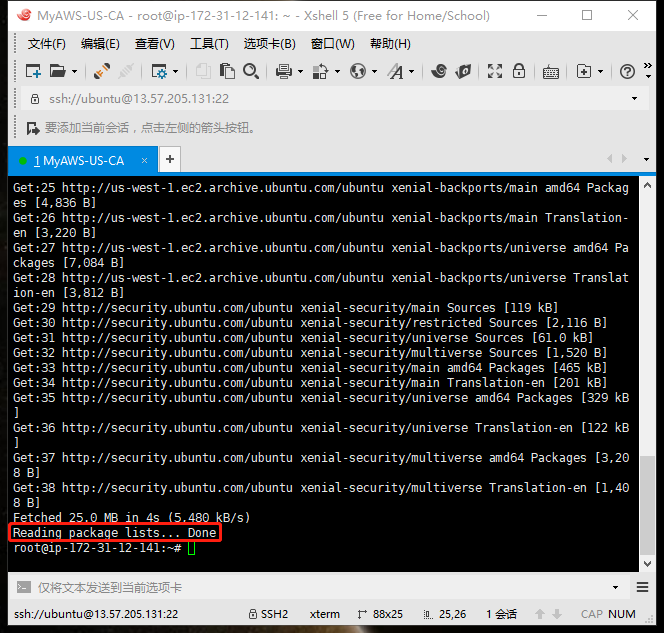 MyAWS-US-CA - root@ip-172-31-12-141: ~ - Xshell 5 (Free for Home/School)
文件(F) 编辑(E) 查看(V) 工具(T) 选项卡(B) 窗口(W) 帮助(H)
ssh://ubuntu@13.57.205.131:22
要添加当前会话，点击左侧的箭头按钮。
1 MyAWS-US-CA × +
Get:25 http://us-west-1.ec2.archive.ubuntu.com/ubuntu xenial-backports/main amd64 Packag
es [4,836 B]
Get:26 http://us-west-1.ec2.archive.ubuntu.com/ubuntu xenial-backports/main Translation-
en [3,220 B]
Get:27 http://us-west-1.ec2.archive.ubuntu.com/ubuntu xenial-backports/universe amd64 Pa
ckages [7,084 B]
Get:28 http://us-west-1.ec2.archive.ubuntu.com/ubuntu xenial-backports/universe Translat
ion-en [3,812 B]
Get:29 http://security.ubuntu.com/ubuntu xenial-security/main Sources [119 kB]
Get:30 http://security.ubuntu.com/ubuntu xenial-security/restricted Sources [2,116 B]
Get:31 http://security.ubuntu.com/ubuntu xenial-security/universe Sources [61.0 kB]
Get:32 http://security.ubuntu.com/ubuntu xenial-security/multiverse Sources [1,520 B]
Get:33 http://security.ubuntu.com/ubuntu xenial-security/main amd64 Packages [465 kB]
Get:34 http://security.ubuntu.com/ubuntu xenial-security/main Translation-en [201 kB]
Get:35 http://security.ubuntu.com/ubuntu xenial-security/universe amd64 Packages [329 kB
]
Get:36 http://security.ubuntu.com/ubuntu xenial-security/universe Translation-en [122 kB
]
Get:37 http://security.ubuntu.com/ubuntu xenial-security/multiverse amd64 Packages [3,20
8 B]
Get:38 http://security.ubuntu.com/ubuntu xenial-security/multiverse Translation-en [1,40
8 B]
Fetched 25.0 MB in 4s (5,480 kB/s)
Reading package lists... Done
root@ip-172-31-12-141:~#
仅将文本发送到当前选项卡
ssh://ubuntu@13.57.205.131:22 SSH2 xterm 88x25 25,26 1 会话 CAP NUM